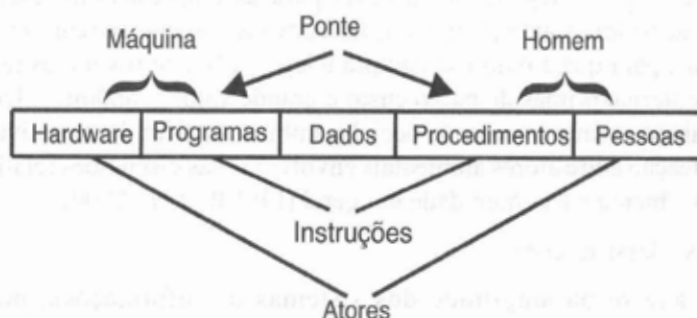 Ponte
Máquina
Homem
Hardware
Programas
Dados
Procedimentos
Pessoas
Instruções
Atores